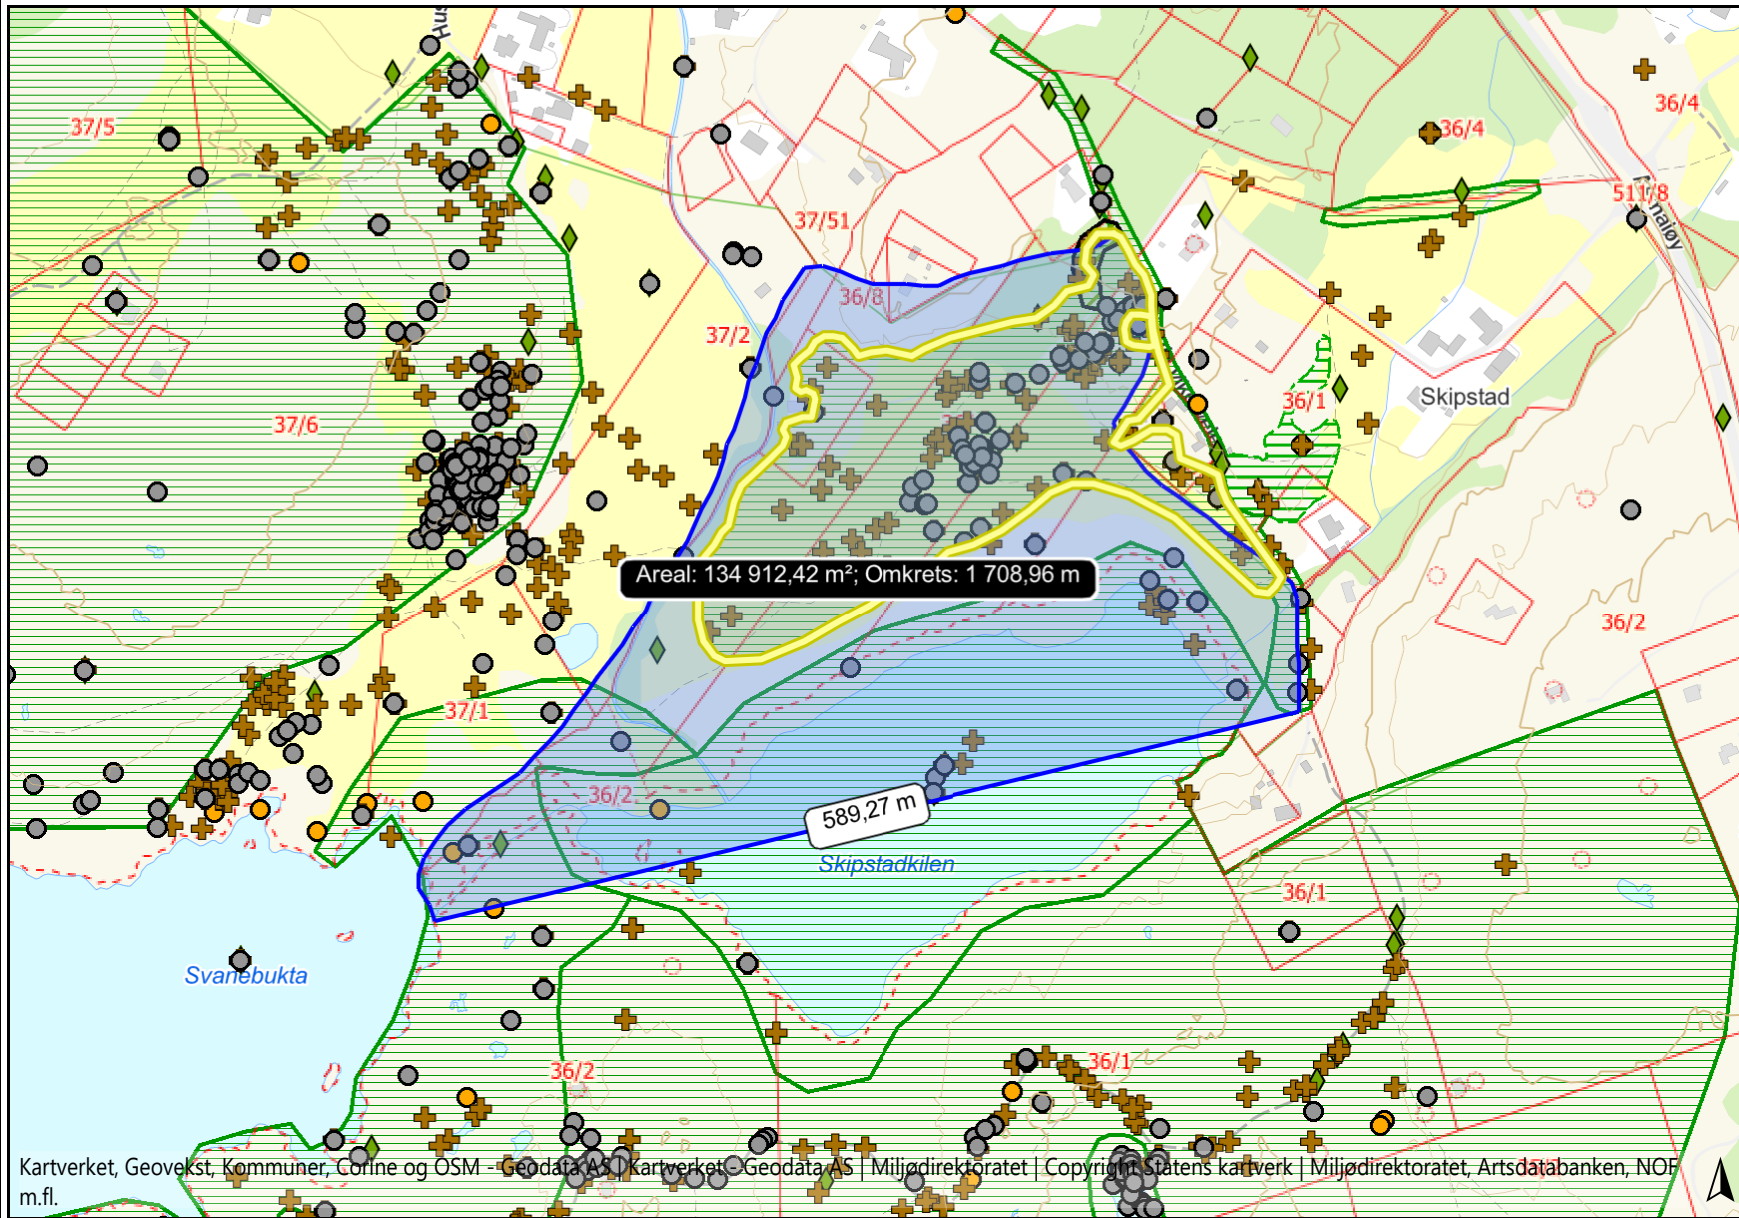 Hus
37/5
36/4
36/4
511/8
37/51
36/8
37/2
Skipstad
36/1
37/6
Areal: 134 912,42 m²; Omkrets: 1 708,96 m
36/2
37/1
36/2
589,27 m
Skipstadkilen
36/1
Svanebukta
36/1
36/2
Kartverket, Geovekst, Kommuner, Corine og OSM - Geodata AS | Kartverket - Geodata AS | Miljødirektoratet | Copyright Statens kartverk | Miljødirektoratet, Artsdatabanken, NOF
m.fl.